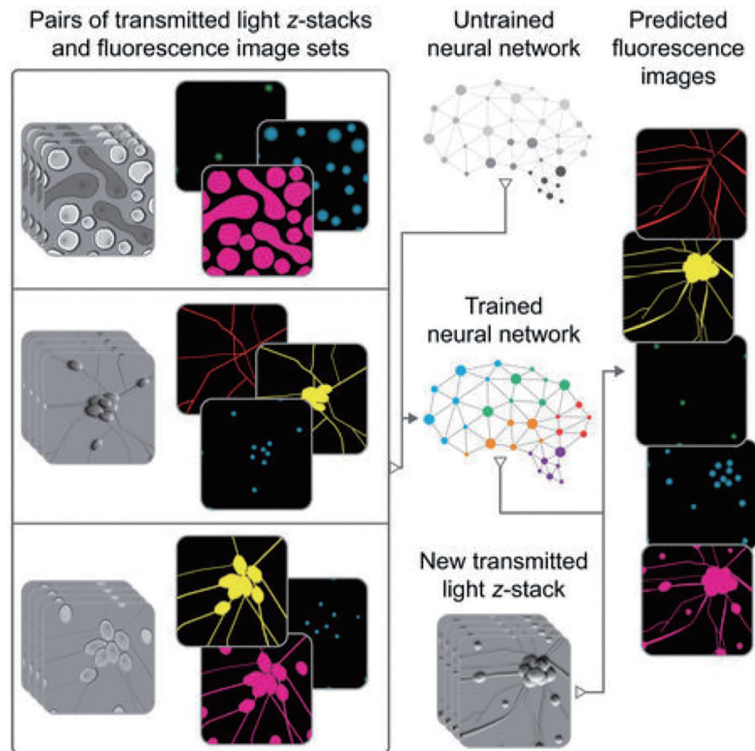 Pairs of transmitted light z-stacks
and fluorescence image sets
Untrained
neural network
Predicted
fluorescence
images
Trained
neural network
New transmitted
light z-stack